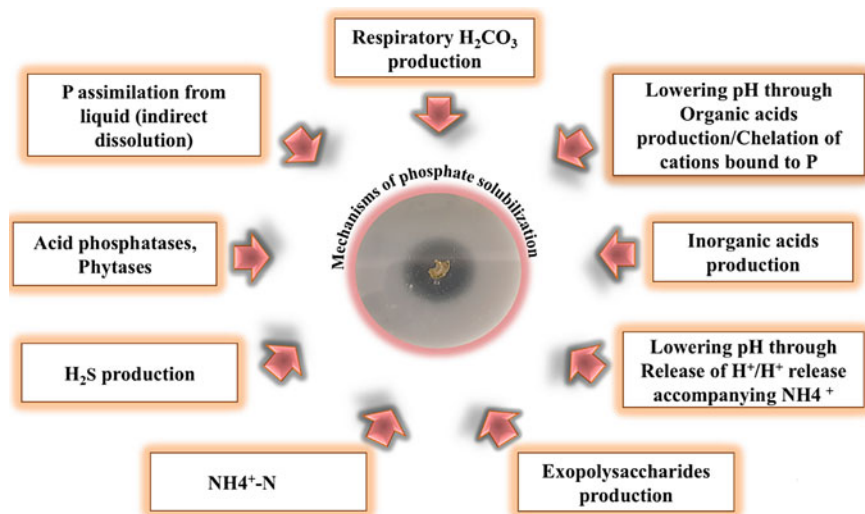 Respiratory H₂CO₃
production
Lowering pH through
Organic acids
production/Chelation of
cations bound to P
Inorganic acids
production
Lowering pH through
Release of H⁺/H⁺ release
accompanying NH4 ⁺
Exopolysaccharides
production
NH4⁺-N
H₂S production
Acid phosphatases,
Phytases
P assimilation from
liquid (indirect
dissolution)
Mechanisms of phosphate solubilization